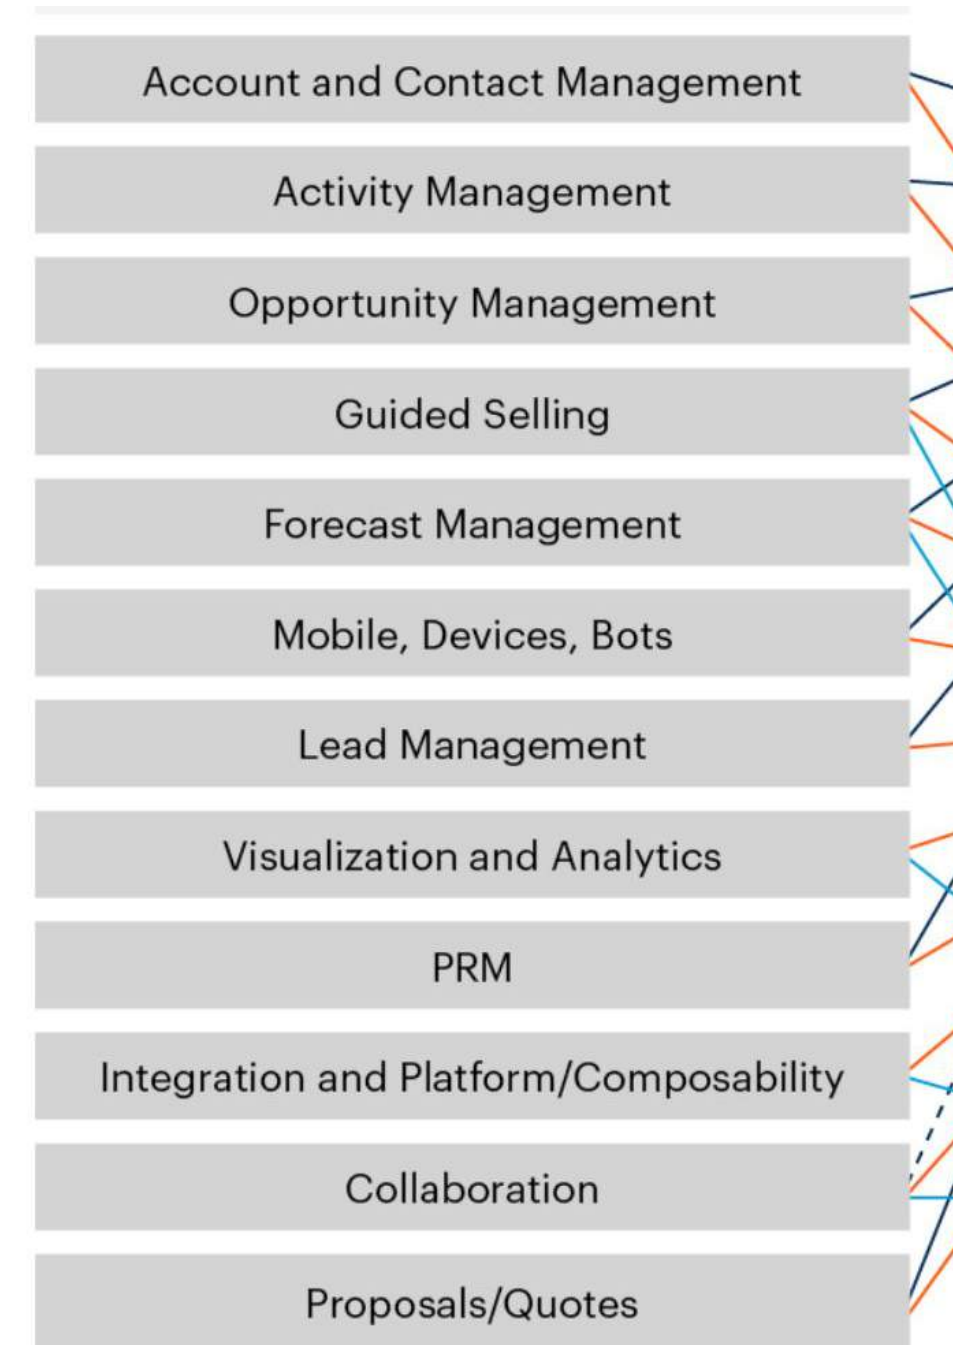 Account and Contact Management
Activity Management
Opportunity Management
Guided Selling
Forecast Management
Mobile, Devices, Bots
Lead Management
Visualization and Analytics
PRM
Integration and Platform/Composability
Collaboration
Proposals/Quotes